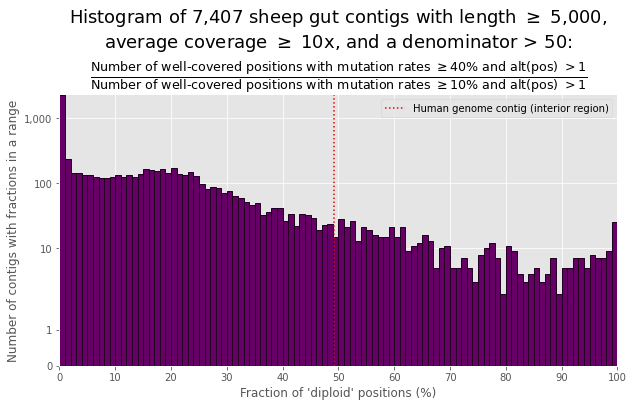 Histogram of 7,407 sheep gut contigs with length ≥ 5,000,
average coverage ≥ 10x, and a denominator > 50:
Number of well-covered positions with mutation rates ≥40% and alt(pos) >1
Number of well-covered positions with mutation rates ≥10% and alt(pos) >1
Human genome contig (interior region)
Number of contigs with fractions in a range
1,000
100
10
1
0
0 10 20 30 40 50 60 70 80 90 100
Fraction of 'diploid' positions (%)